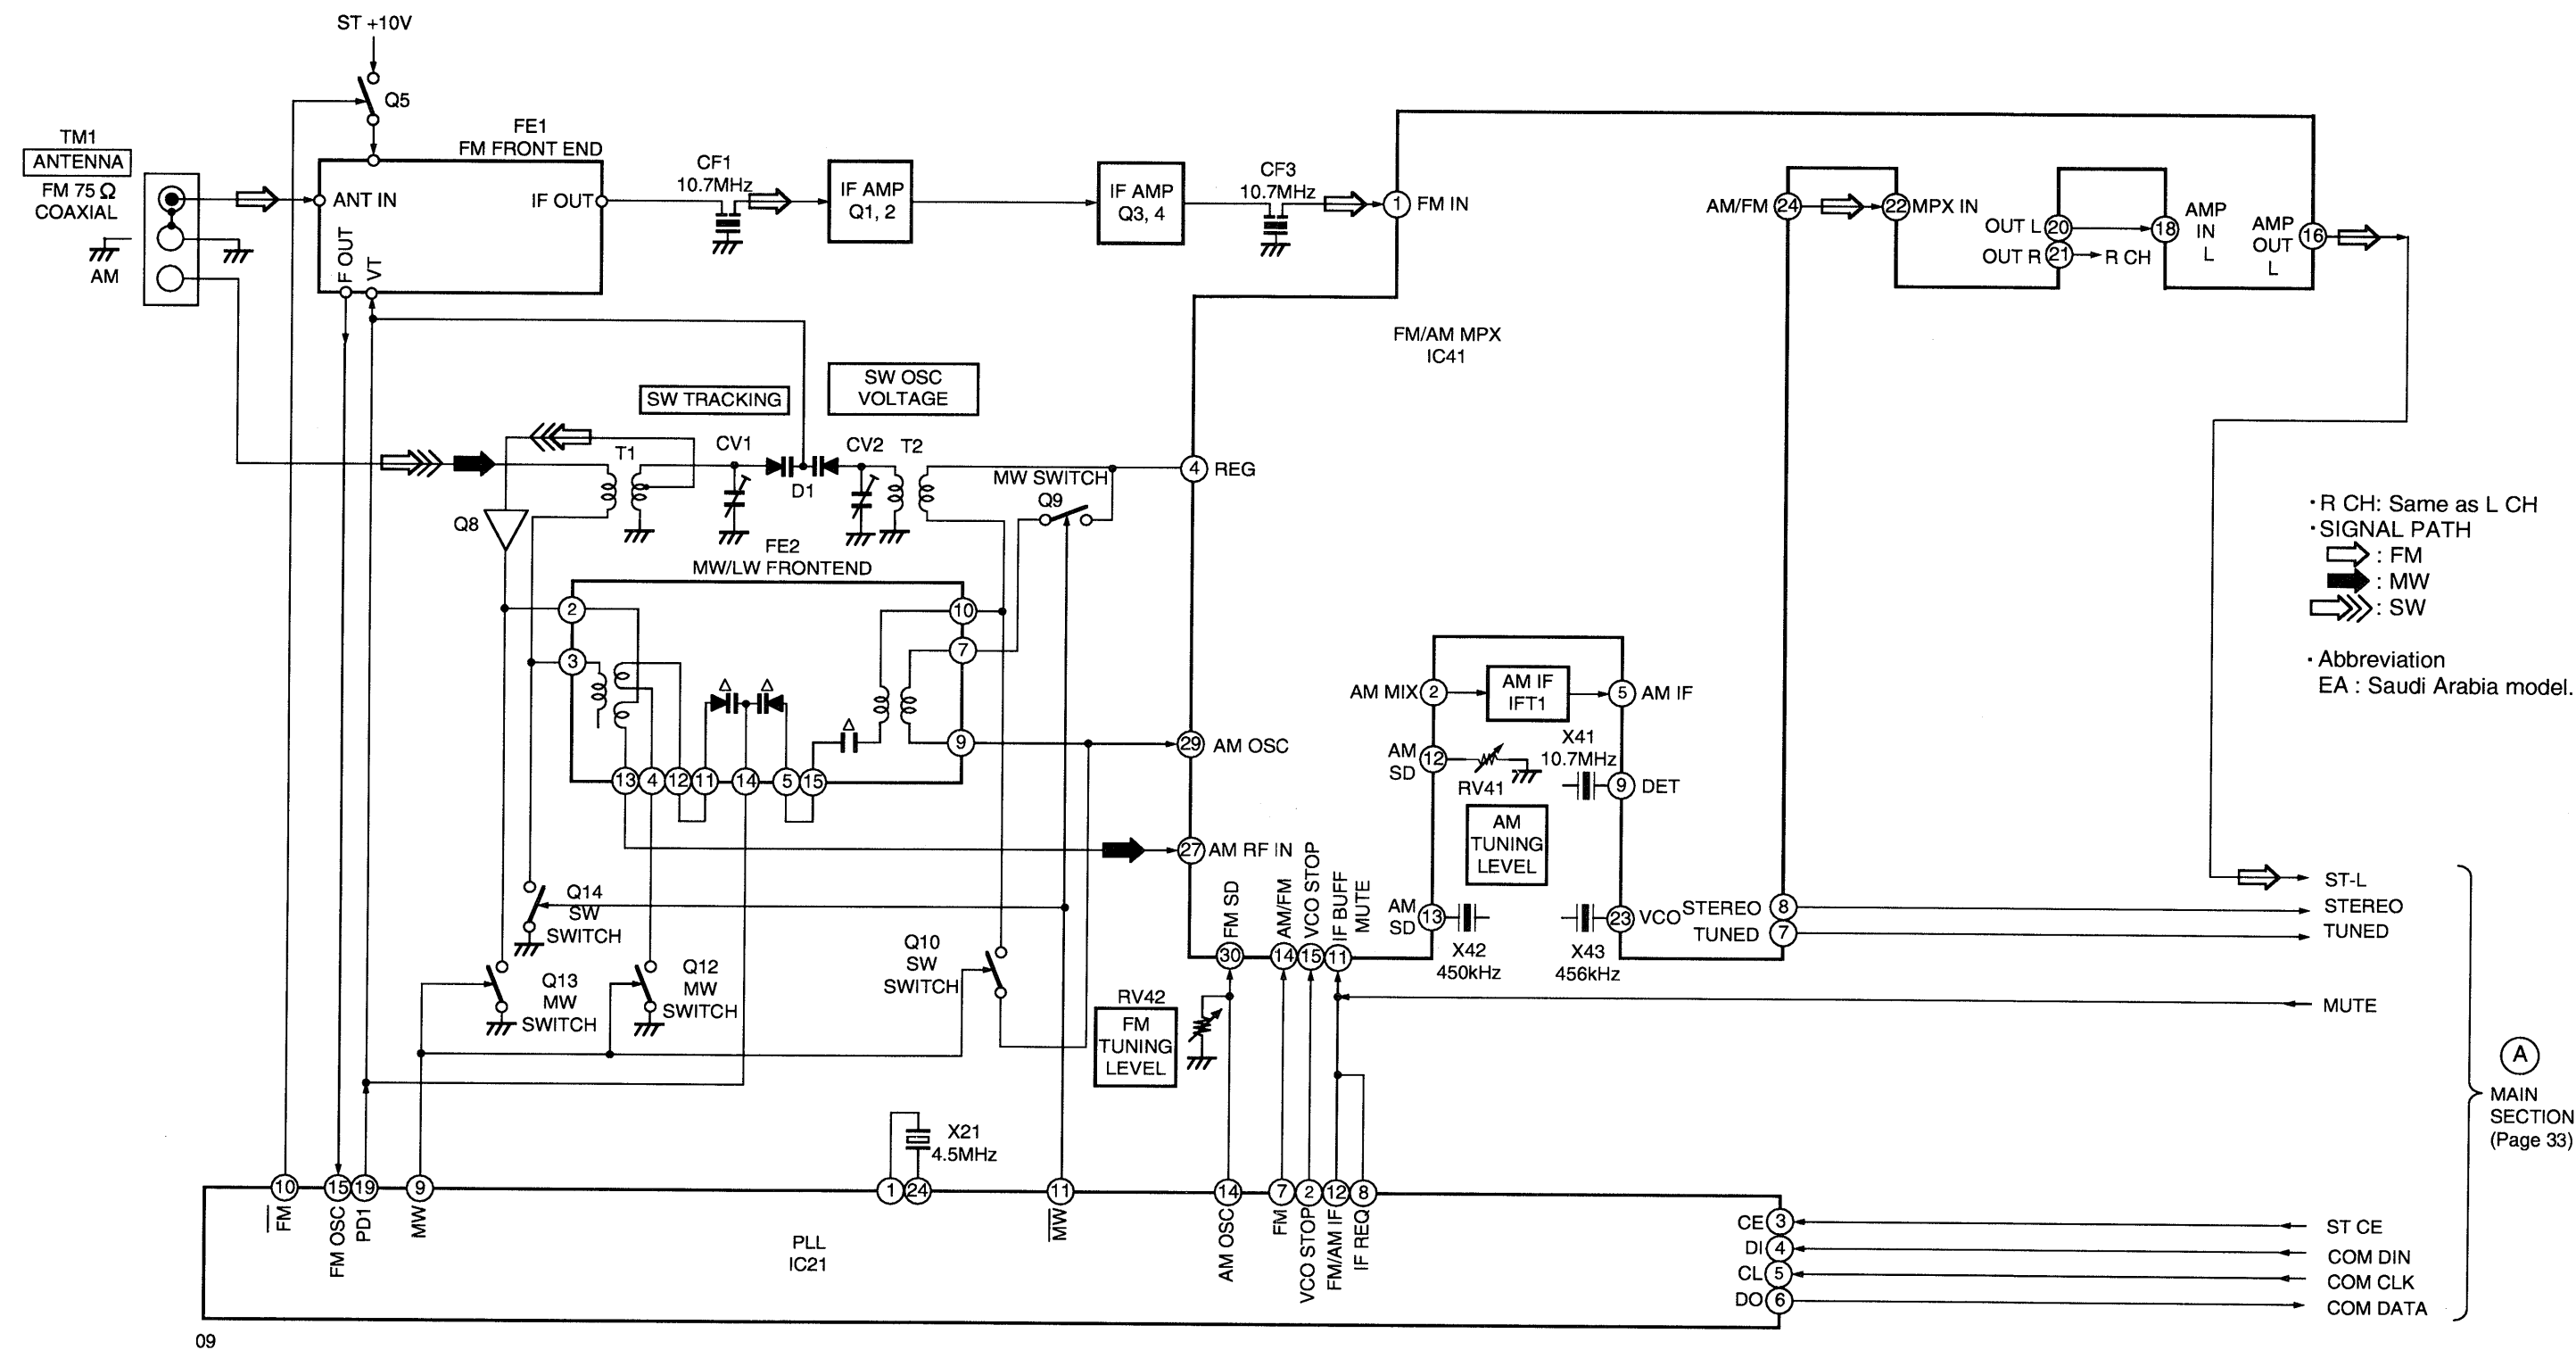 ST +10V
Q5
TM1
ANTENNA
FM 75 Ω
COAXIAL
AM
FE1
FM FRONT END
ANT IN
IF OUT
F OUT
VT
CF1
10.7MHz
IF AMP
Q1, 2
IF AMP
Q3, 4
CF3
10.7MHz
1 FM IN
AM/FM 24
22 MPX IN
OUT L 20
OUT R 21
R CH
18
AMP
IN
L
AMP
OUT
L
16
FM/AM MPX
IC41
SW TRACKING
SW OSC
VOLTAGE
T1
CV1
D1
CV2
T2
MW SWITCH
Q9
4 REG
Q8
FE2
MW/LW FRONTEND
2
3
10
7
9
13 4 12 11 14 5 15
29 AM OSC
27 AM RF IN
AM MIX 2
AM IF
IFT1
5 AM IF
AM
SD
12
RV41
X41
10.7MHz
9 DET
AM
TUNING
LEVEL
AM
SD
13
X42
450kHz
X43
456kHz
23 VCO
STEREO 8
TUNED 7
FM SD
AM/FM
VCO STOP
IF BUFF
MUTE
30 14 15 11
Q14
SW
SWITCH
Q13
MW
SWITCH
Q12
MW
SWITCH
Q10
SW
SWITCH
RV42
FM
TUNING
LEVEL
X21
4.5MHz
· R CH: Same as L CH
· SIGNAL PATH
: FM
: MW
: SW
· Abbreviation
EA : Saudi Arabia model.
ST-L
STEREO
TUNED
MUTE
A
MAIN
SECTION
(Page 33)
10 15 19 9 1 24 11 14 7 2 12 8
FM
FM OSC
PD1
MW
MW
AM OSC
FM
VCO STOP
FM/AM IF
IF REQ
PLL
IC21
CE 3
DI 4
CL 5
DO 6
ST CE
COM DIN
COM CLK
COM DATA
09